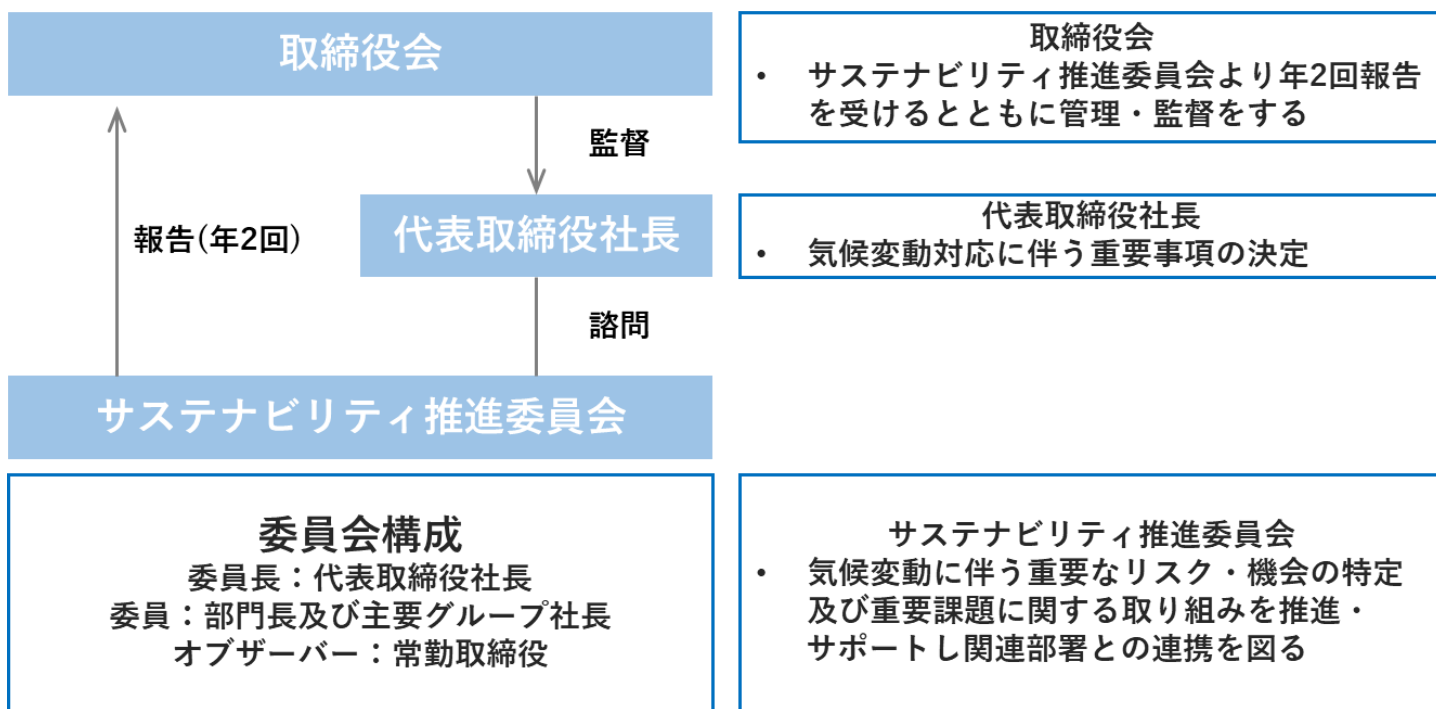 取締役会
監督
報告(年2回)
代表取締役社長
諮問
サステナビリティ推進委員会
委員会構成
委員長：代表取締役社長
委員：部門長及び主要グループ社長
オブザーバー：常勤取締役
取締役会
• サステナビリティ推進委員会より年2回報告
を受けるとともに管理・監督をする
代表取締役社長
• 気候変動対応に伴う重要事項の決定
サステナビリティ推進委員会
• 気候変動に伴う重要なリスク・機会の特定
及び重要課題に関する取り組みを推進・
サポートし関連部署との連携を図る